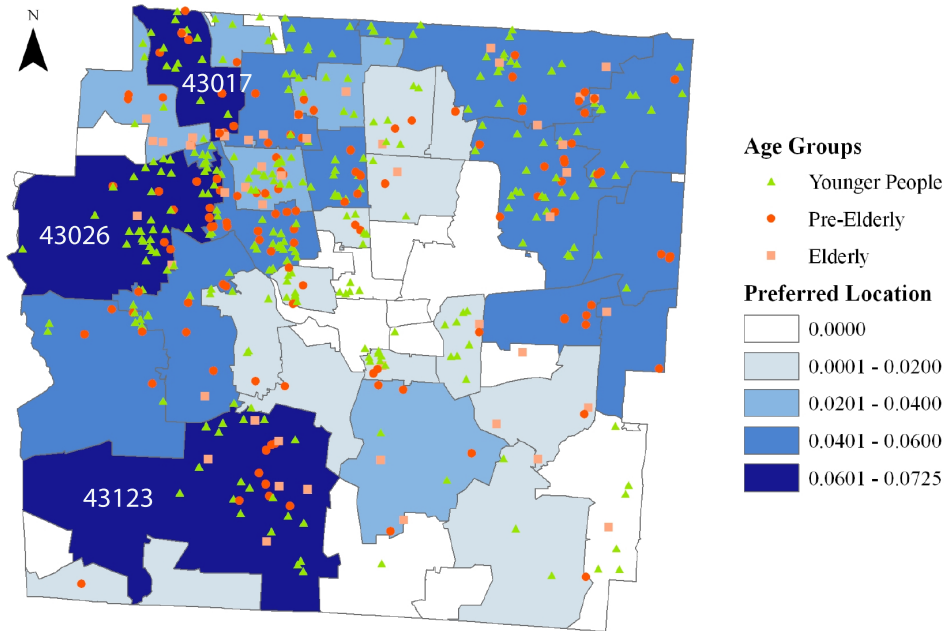 N
43017
43026
43123
Age Groups
Younger People
Pre-Elderly
Elderly
Preferred Location
0.0000
0.0001 - 0.0200
0.0201 - 0.0400
0.0401 - 0.0600
0.0601 - 0.0725